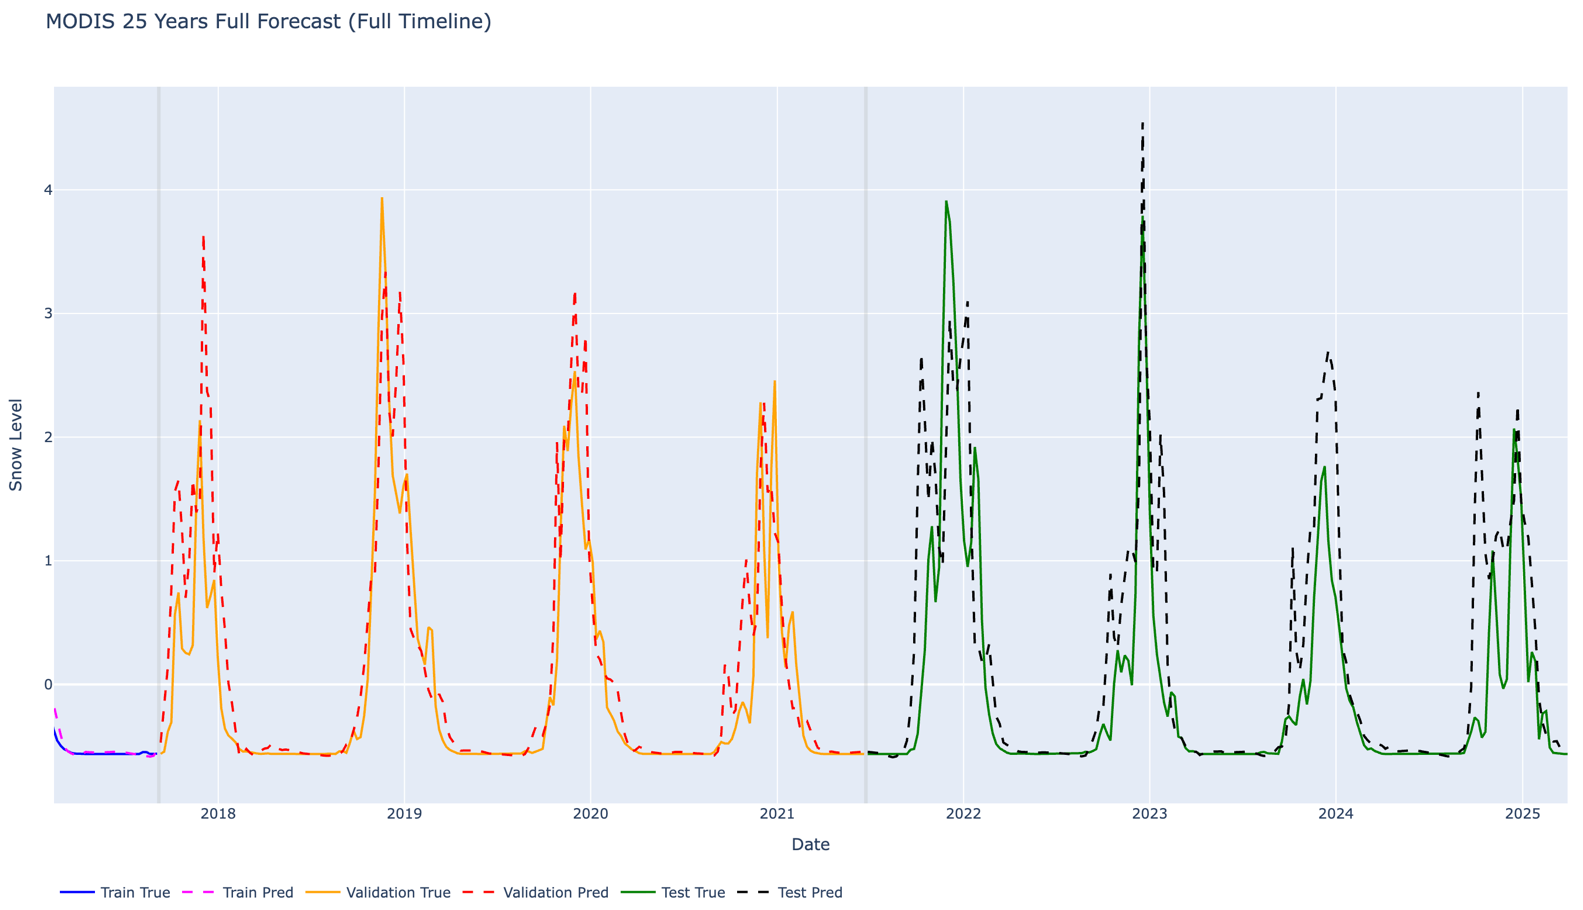 MODIS 25 Years Full Forecast (Full Timeline)
4
3
2
1
0
Snow Level
2018 2019 2020 2021 2022 2023 2024 2025
Date
Train True Train Pred Validation True Validation Pred Test True Test Pred